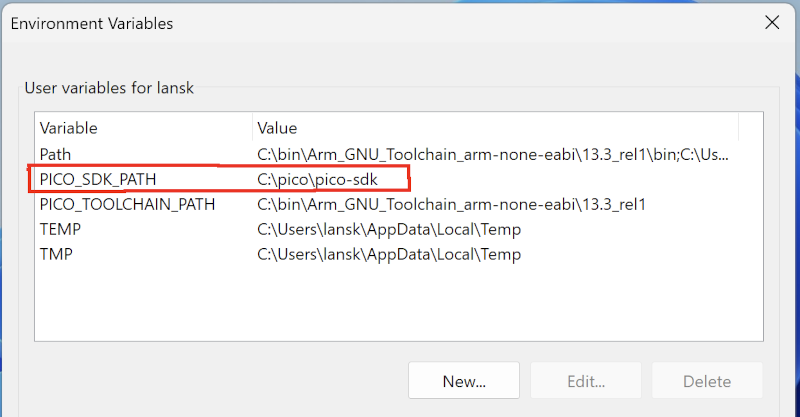 Environment Variables
User variables for lansk
Variable Value
Path C:\bin\Arm_GNU_Toolchain_arm-none-eabi\13.3_rel1\bin;C:\Us...
PICO_SDK_PATH C:\pico\pico-sdk
PICO_TOOLCHAIN_PATH C:\bin\Arm_GNU_Toolchain_arm-none-eabi\13.3_rel1
TEMP C:\Users\lansk\AppData\Local\Temp
TMP C:\Users\lansk\AppData\Local\Temp
New... Edit... Delete